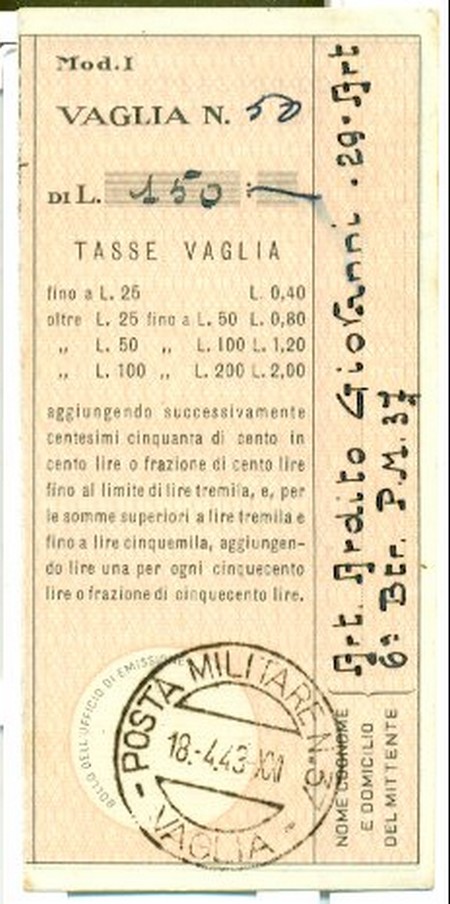 Mod.I
VAGLIA N. 50
DI L. 150 : —
TASSE VAGLIA
fino a L. 25 L. 0,40
oltre L. 25 fino a L. 50 L. 0,80
„ L. 50 „ L. 100 L. 1,20
„ L. 100 „ L. 200 L. 2,00
aggiungendo successivamente
centesimi cinquanta di cento in
cento lire o frazione di cento lire
fino al limite di lire tremila, e, per
le somme superiori a lire tremila e
fino a lire cinquemila, aggiungen-
do lire una per ogni cinquecento
lire o frazione di cinquecento lire.
BOLLO DELL'UFFICIO DI EMISSIONE
- POSTA MILITARE N. 37
18.-4.43-XXI
VAGLIA
Art. Ardito Giovanni . 29. Art
6ª Btr. P.M. 37
NOME COGNOME
E DOMICILIO
DEL MITTENTE